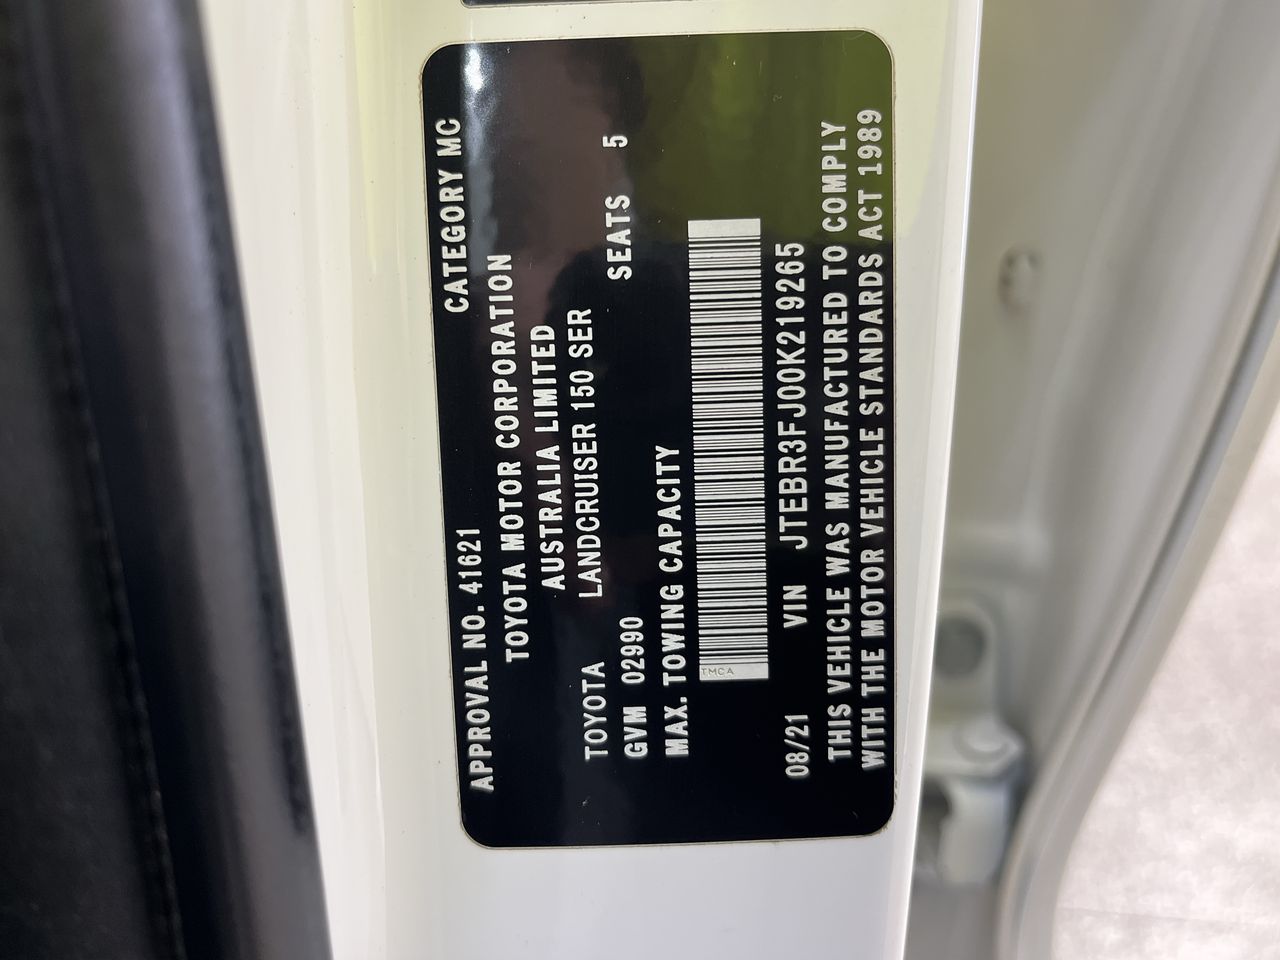 APPROVAL NO. 41621 CATEGORY MC
TOYOTA MOTOR CORPORATION
AUSTRALIA LIMITED
TOYOTA LANDCRUISER 150 SER
GVM 02990 SEATS 5
MAX. TOWING CAPACITY
TMCA
08/21 VIN JTEBR3FJ00K219265
THIS VEHICLE WAS MANUFACTURED TO COMPLY
WITH THE MOTOR VEHICLE STANDARDS ACT 1989